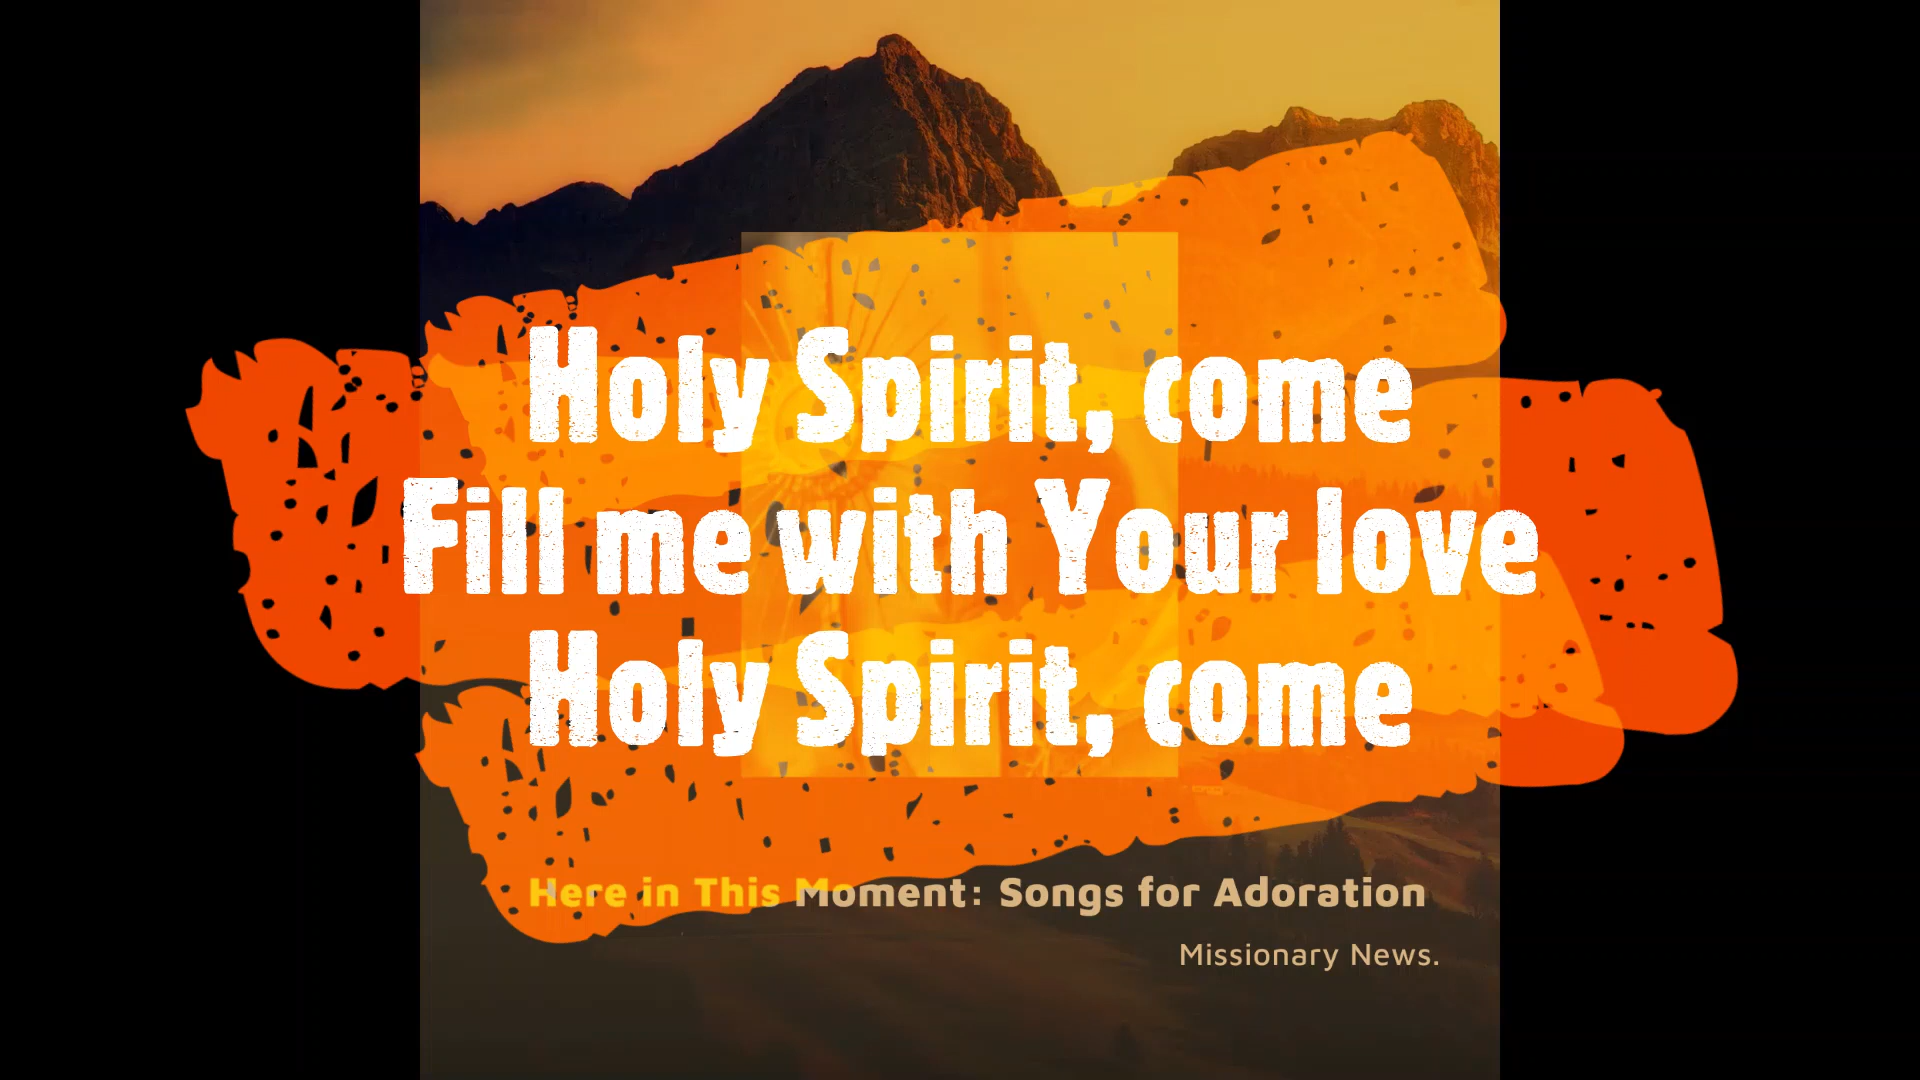 Holy Spirit, come
Fill me with Your love
Holy Spirit, come
Here in This Moment: Songs for Adoration
Missionary News.